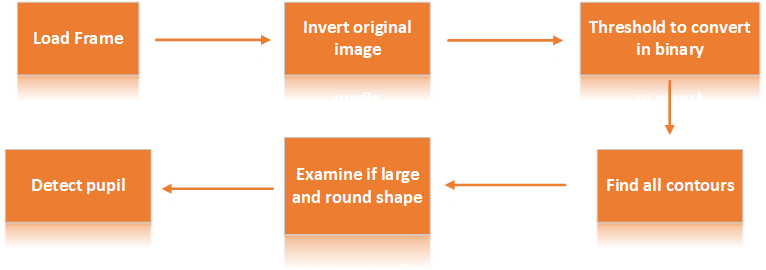 Load Frame
Invert original
image
Threshold to convert
in binary
Find all contours
Examine if large
and round shape
Detect pupil